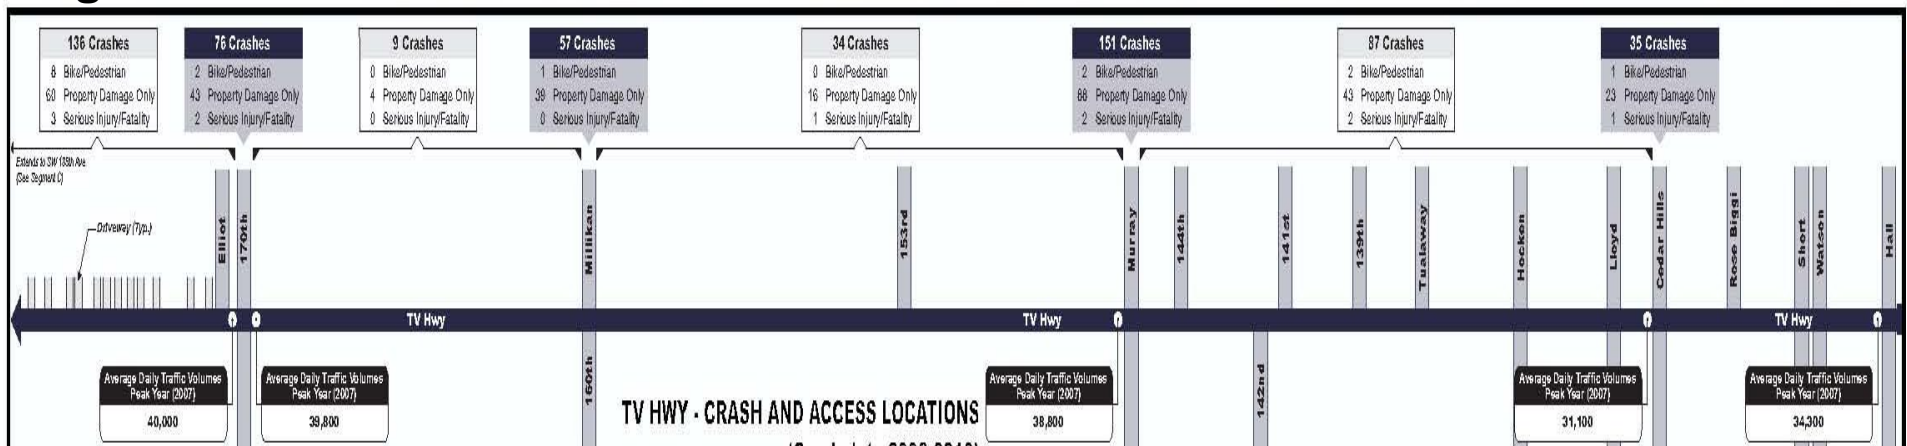 136 Crashes
8 Bike/Pedestrian
60 Property Damage Only
3 Serious Injury/Fatality
76 Crashes
2 Bike/Pedestrian
43 Property Damage Only
2 Serious Injury/Fatality
9 Crashes
0 Bike/Pedestrian
4 Property Damage Only
0 Serious Injury/Fatality
57 Crashes
1 Bike/Pedestrian
39 Property Damage Only
0 Serious Injury/Fatality
34 Crashes
0 Bike/Pedestrian
16 Property Damage Only
1 Serious Injury/Fatality
151 Crashes
2 Bike/Pedestrian
Property Damage Only
2 Serious Injury/Fatality
87 Crashes
2 Bike/Pedestrian
43 Property Damage Only
2 Serious Injury/Fatality
35 Crashes
1 Bike/Pedestrian
23 Property Damage Only
1 Serious Injury/Fatality
Extends to SW Ave
(See Segment C)
Driveway (Typ.)
Elliot
170th
Millikan
153rd
Murray
144th
141st
139th
Tualaway
Hocken
Lloyd
Cedar Hills
Rose Biggi
Short
Watson
Hall
TV Hwy
TV Hwy
TV Hwy
160th
142nd
Average Daily Traffic Volumes
Peak Year (2007)
40,000
Average Daily Traffic Volumes
Peak Year (2007)
39,800
TV HWY - CRASH AND ACCESS LOCATIONS
Average Daily Traffic Volumes
Peak Year (2007)
38,800
Average Daily Traffic Volumes
Peak Year (2007)
31,100
Average Daily Traffic Volumes
Peak Year (2007)
34,300